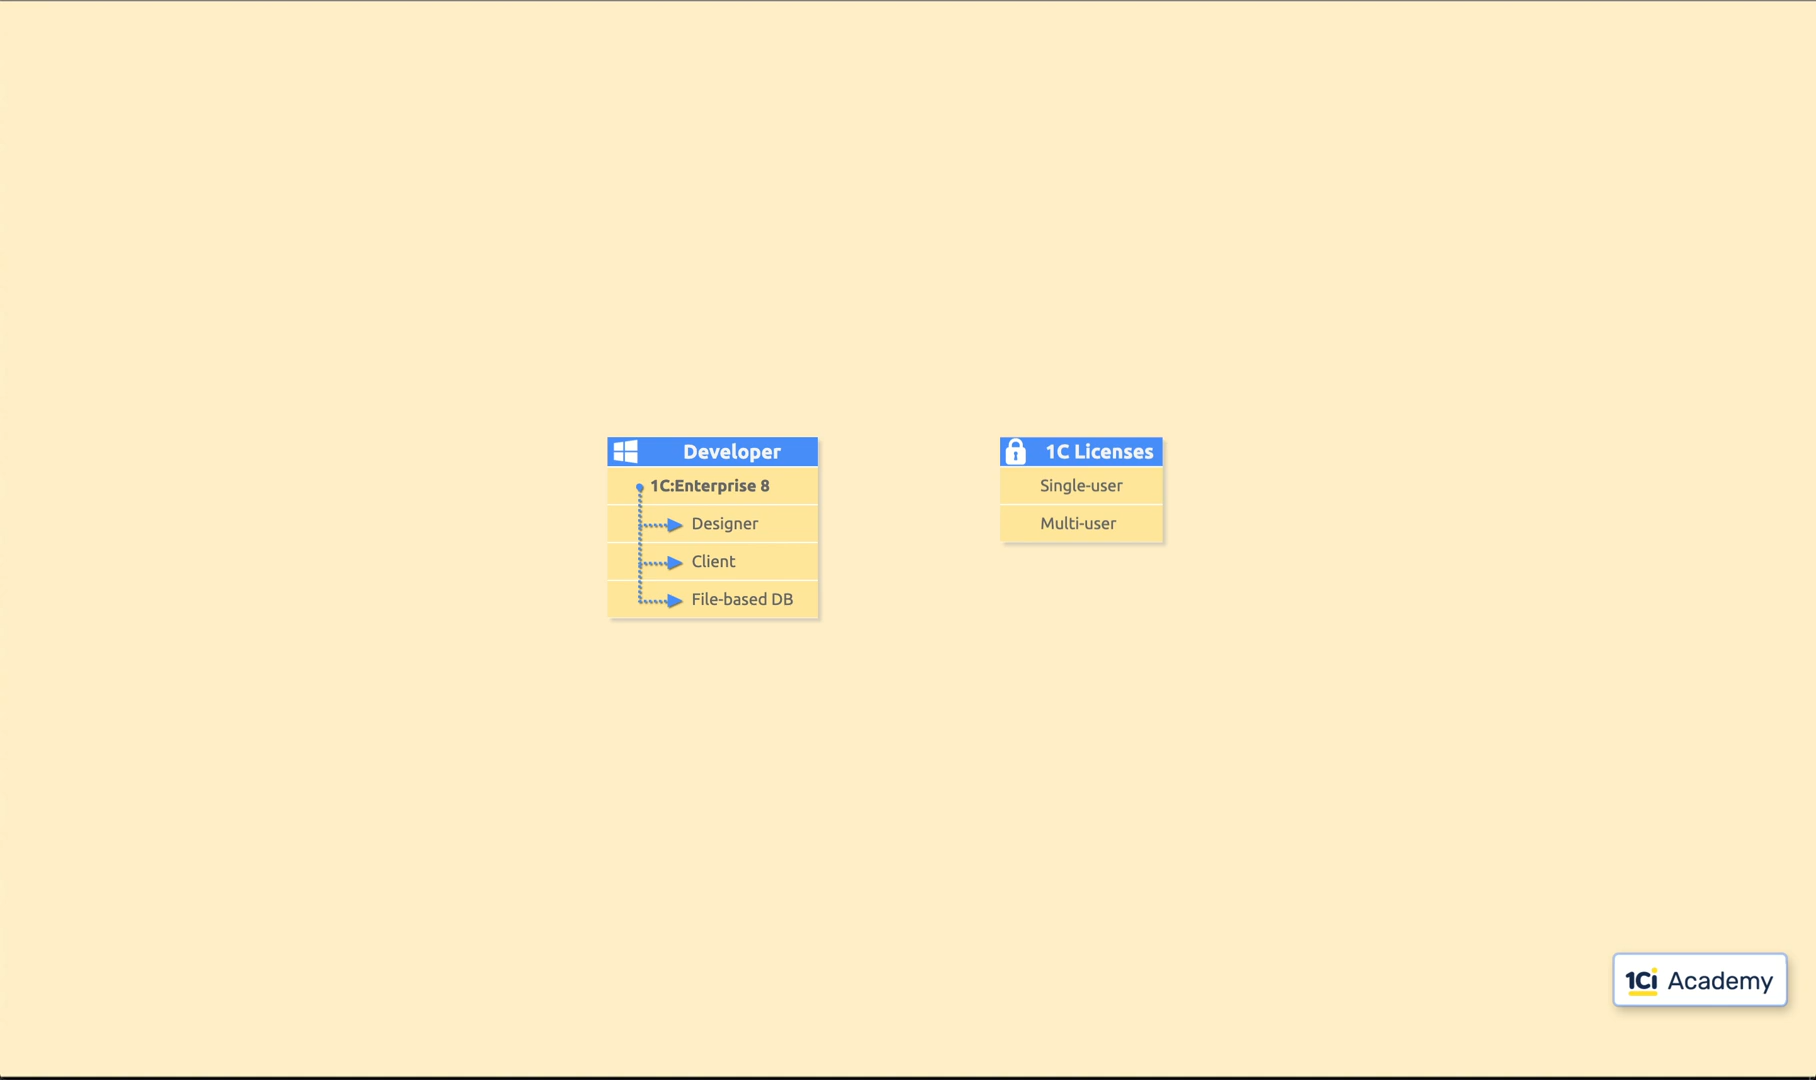 Developer
1C:Enterprise 8
Designer
Client
File-based DB
1C Licenses
Single-user
Multi-user
1Ci Academy